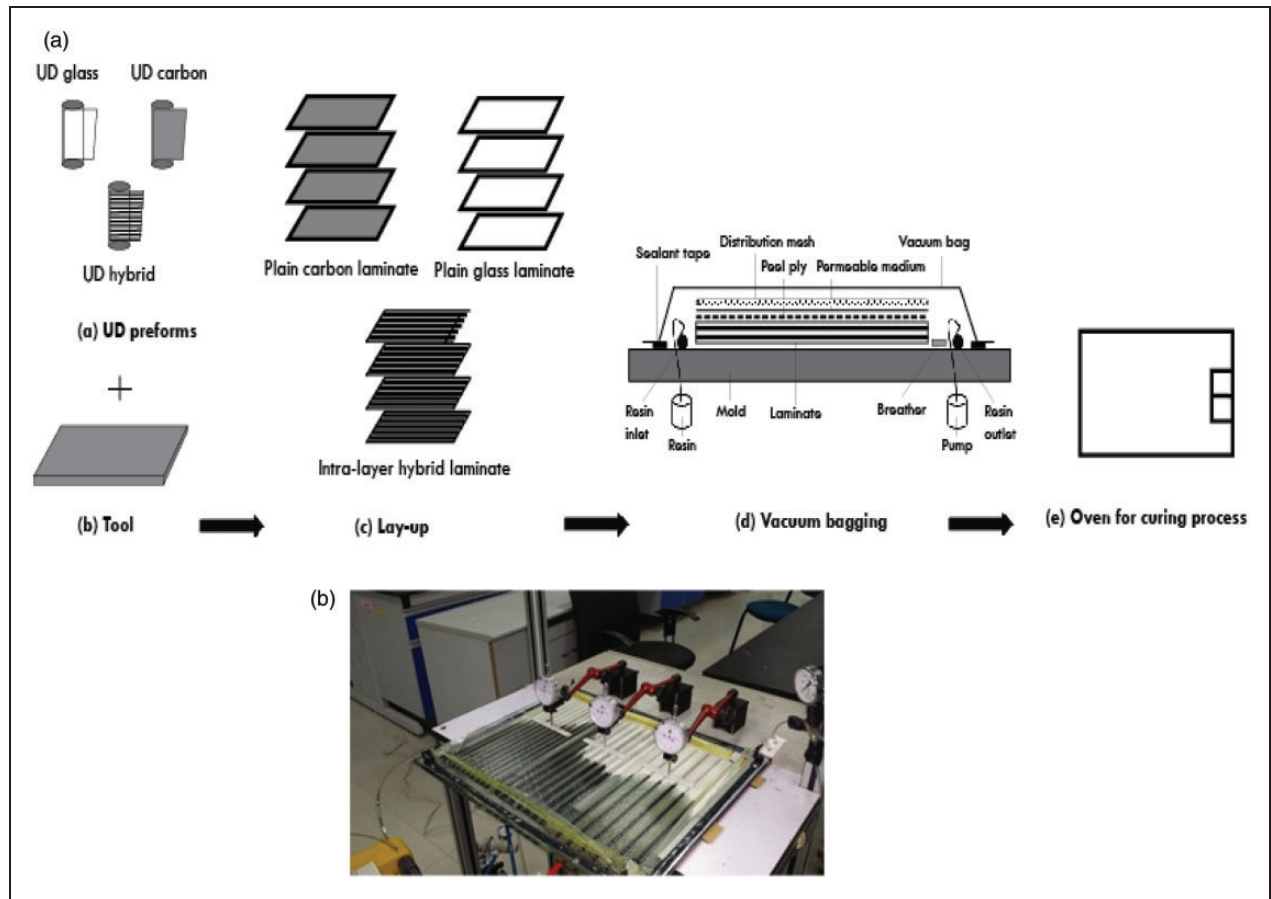 (a)
UD glass UD carbon
UD hybrid
(a) UD preforms
+
(b) Tool
Plain carbon laminate Plain glass laminate
Intra-layer hybrid laminate
(c) Lay-up
Distribution mesh Vacuum bag
Sealant tape Peel ply Permeable medium
Resin inlet
Mold Laminate Breather
Resin outlet
Resin Pump
(d) Vacuum bagging
(e) Oven for curing process
(b)